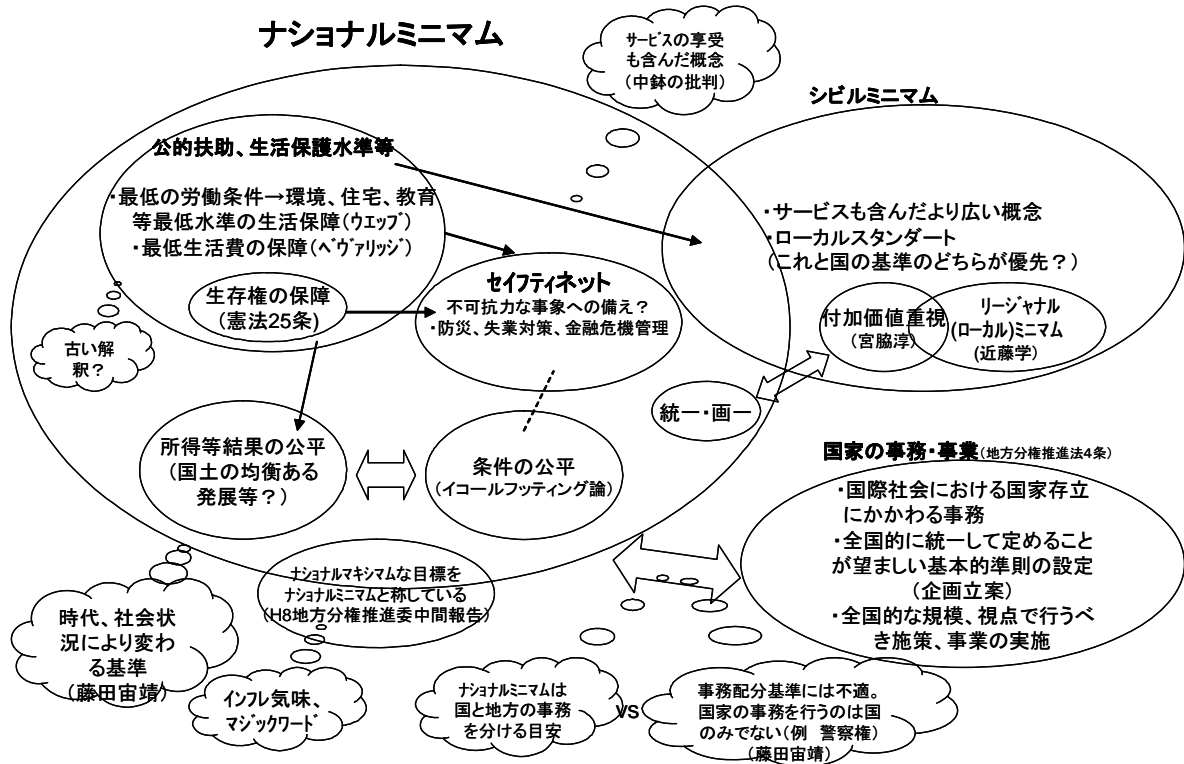 ナショナルミニマム
サービスの享受
も含んだ概念
(中鉢の批判)
シビルミニマム
公的扶助、生活保護水準等
・最低の労働条件→環境、住宅、教育
等最低水準の生活保障(ウエッブ)
・最低生活費の保障(ベヴァリッジ)
生存権の保障
(憲法25条)
セイフティネット
不可抗力な事象への備え?
・防災、失業対策、金融危機管理
・サービスも含んだより広い概念
・ローカルスタンダート
(これと国の基準のどちらが優先?)
付加価値重視
(宮脇淳)
リージャナル
(ローカル)ミニマム
(近藤学)
古い解
釈?
統一・画一
所得等結果の公平
(国土の均衡ある
発展等?)
条件の公平
(イコールフッティング論)
国家の事務・事業(地方分権推進法4条)
・国際社会における国家存立
にかかわる事務
・全国的に統一して定めること
が望ましい基本的準則の設定
(企画立案)
・全国的な規模、視点で行うべ
き施策、事業の実施
ナショナルマキシマムな目標を
ナショナルミニマムと称している
(H8地方分権推進委中間報告)
時代、社会状
況により変わ
る基準
(藤田宙靖)
インフレ気味、
マジックワード
ナショナルミニマムは
国と地方の事務
を分ける目安
VS
事務配分基準には不適。
国家の事務を行うのは国
のみでない(例 警察権)
(藤田宙靖)